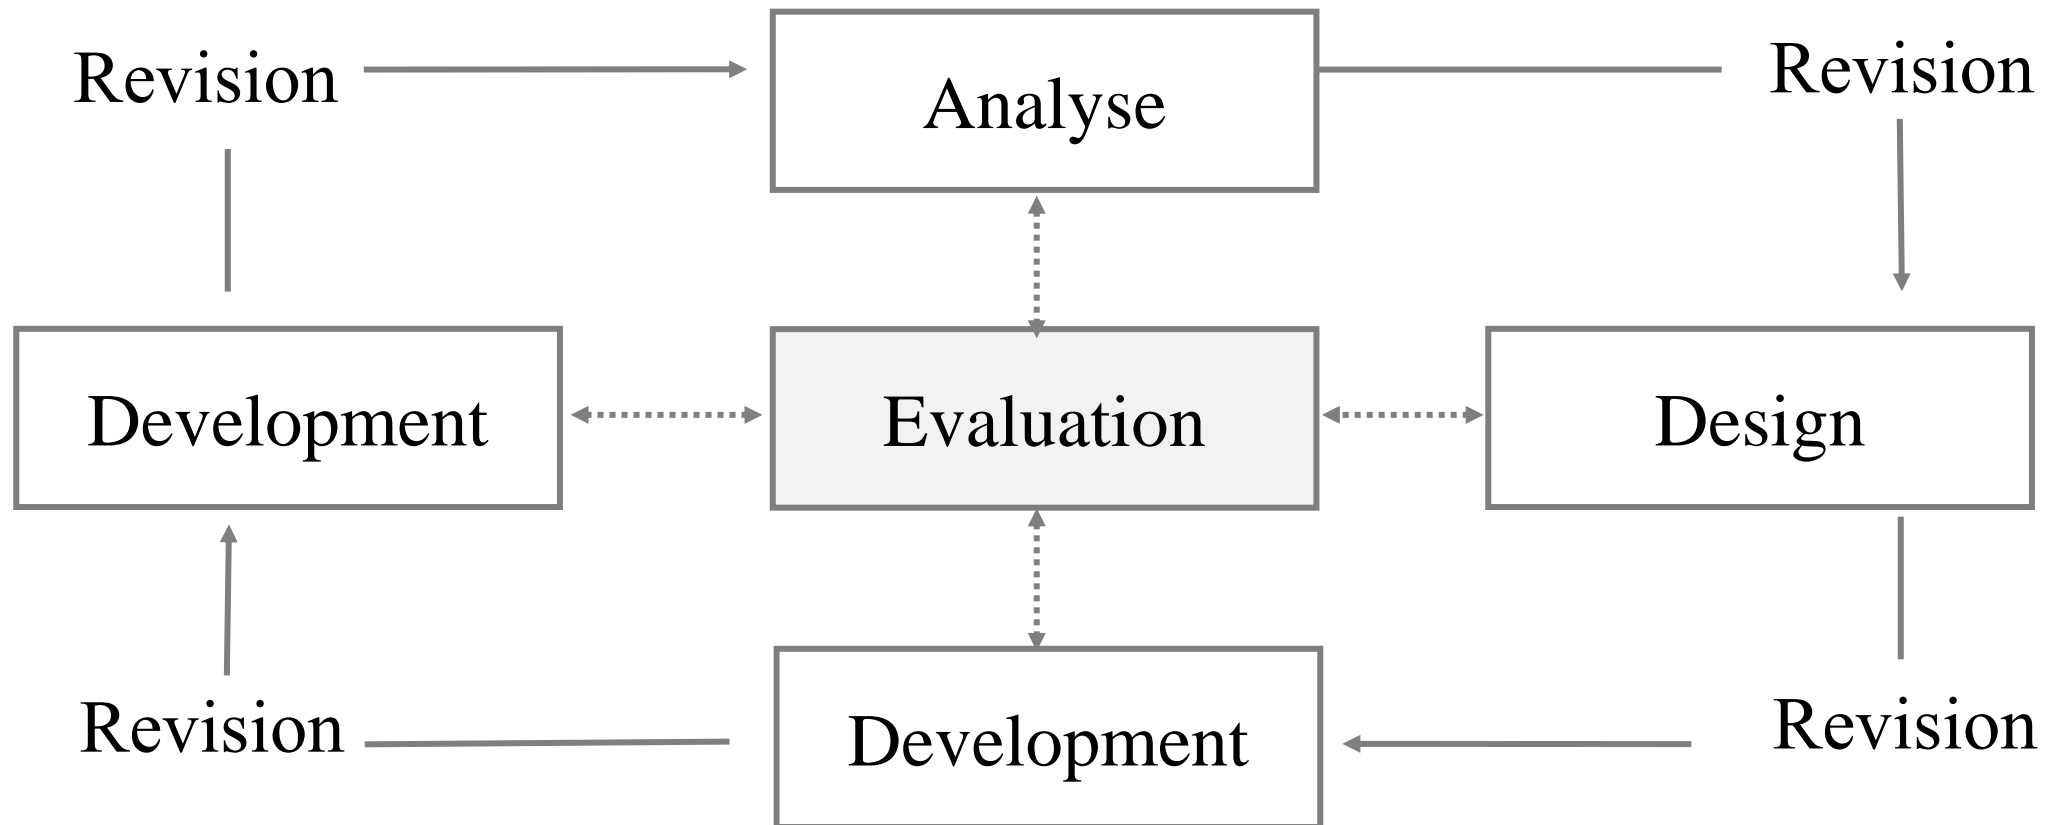 Revision
Analyse
Revision
Development
Evaluation
Design
Revision
Development
Revision